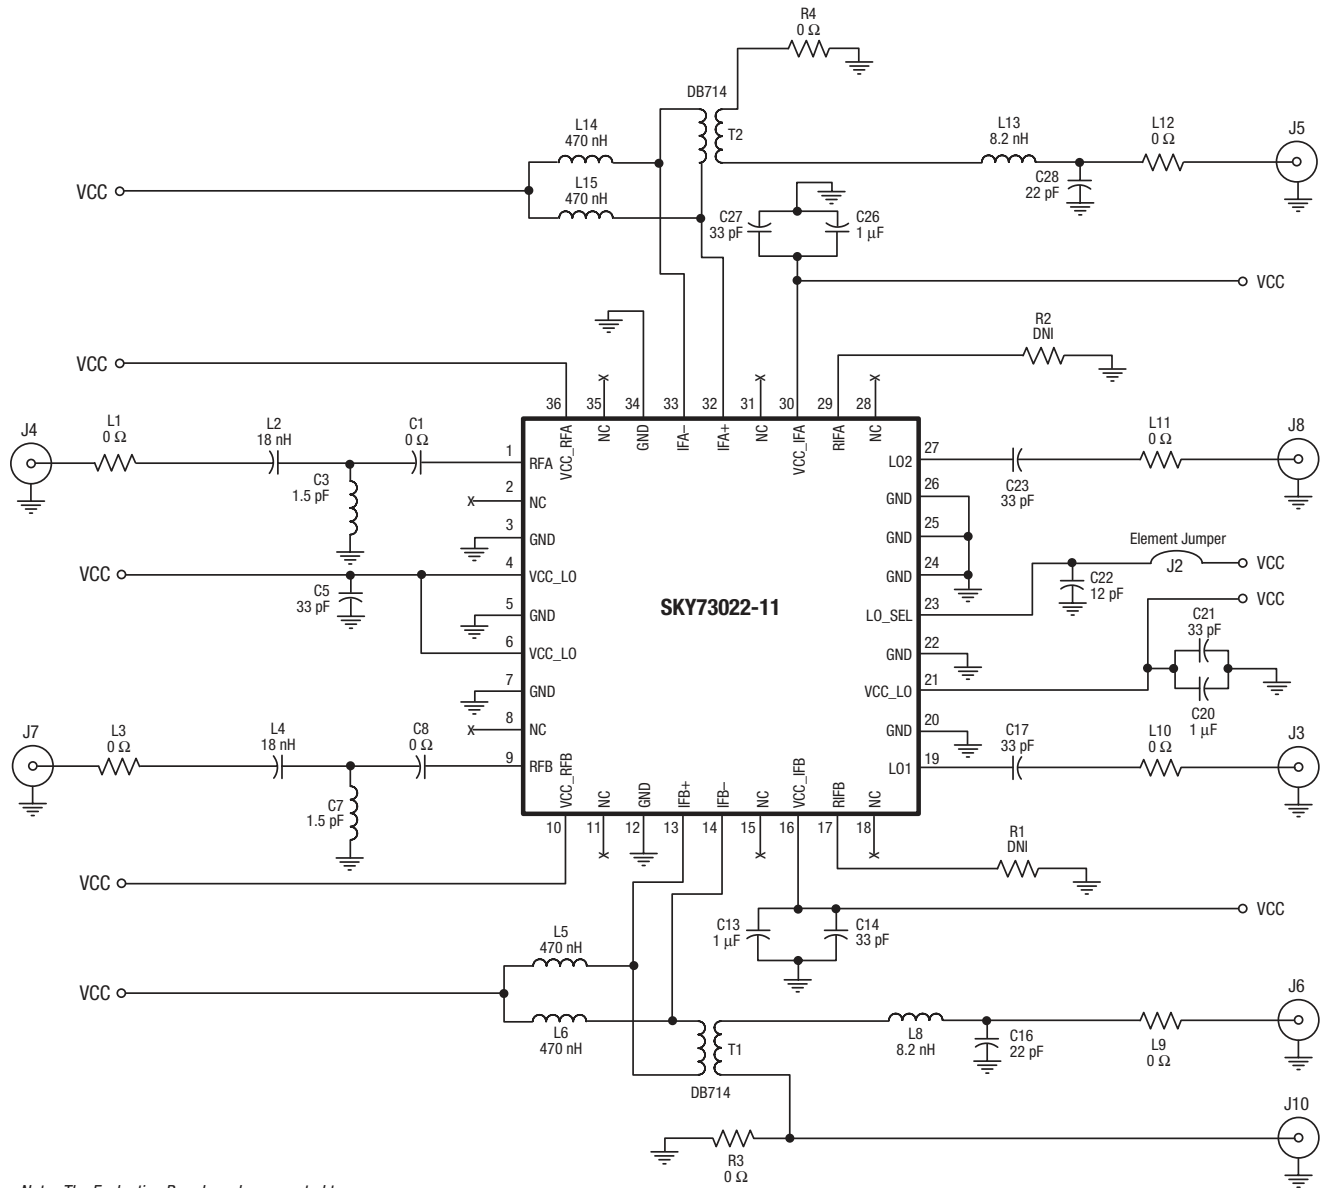 R4
0 Ω
DB714
T2
L14
470 nH
L15
470 nH
VCC
L13
8.2 nH
C28
22 pF
L12
0 Ω
J5
C27
33 pF
C26
1 μF
VCC
R2
DNI
VCC
36 35 34 33 32 31 30 29 28
VCC_RFA NC GND IFA– IFA+ NC VCC_IFA RIFA NC
J4
L1
0 Ω
L2
18 nH
C3
1.5 pF
C1
0 Ω
1 RFA
2 NC
3 GND
4 VCC_LO
5 GND
6 VCC_LO
7 GND
8 NC
9 RFB
X
X
VCC
C5
33 pF
SKY73022-11
27 LO2
26 GND
25 GND
24 GND
23 LO_SEL
22 GND
21 VCC_LO
20 GND
19 LO1
C23
33 pF
L11
0 Ω
J8
Element Jumper
J2
VCC
C22
12 pF
VCC
C21
33 pF
C20
1 μF
C17
33 pF
L10
0 Ω
J3
J7
L3
0 Ω
L4
18 nH
C7
1.5 pF
C8
0 Ω
VCC_RFB NC GND IFB+ IFB– NC VCC_IFB RIFB NC
10 11 12 13 14 15 16 17 18
R1
DNI
VCC
C13
1 μF
C14
33 pF
VCC
L5
470 nH
VCC
L6
470 nH
T1
DB714
L8
8.2 nH
C16
22 pF
L9
0 Ω
J6
R3
0 Ω
J10